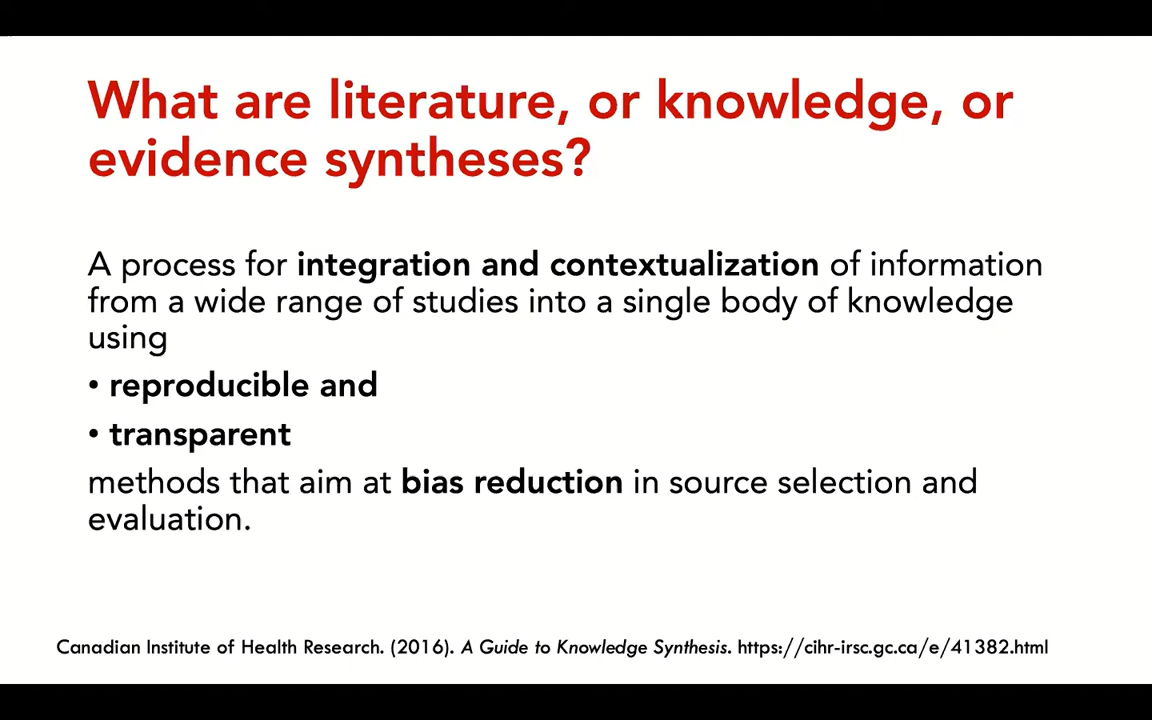 What are literature, or knowledge, or
evidence syntheses?
A process for integration and contextualization of information
from a wide range of studies into a single body of knowledge
using
• reproducible and
• transparent
methods that aim at bias reduction in source selection and
evaluation.
Canadian Institute of Health Research. (2016). A Guide to Knowledge Synthesis. https://cihr-irsc.gc.ca/e/41382.html